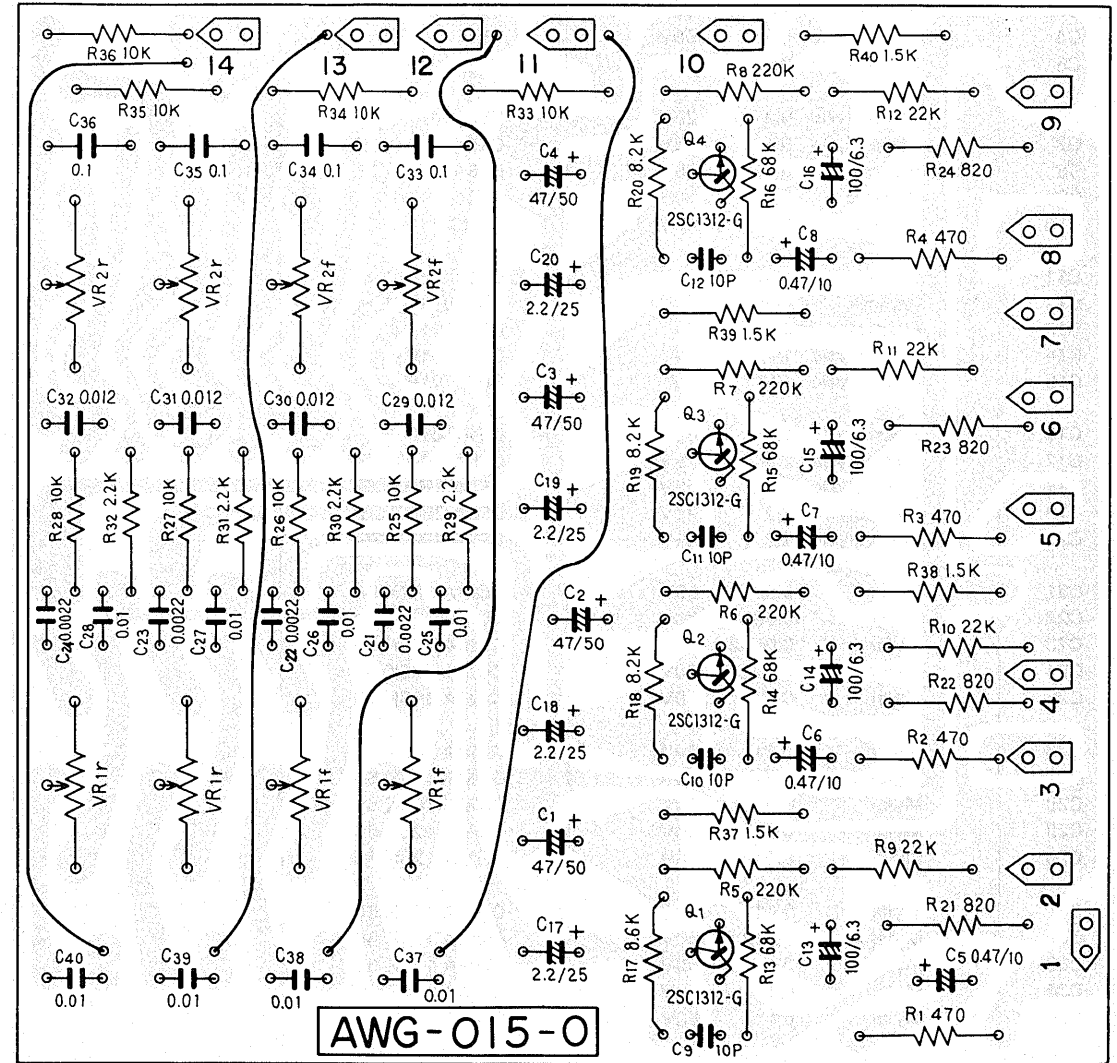 R36 10K
14
13
12
11
10
R8 220K
R40 1.5K
R35 10K
R34 10K
R33 10K
R12 22K
9
C36
0.1
C35 0.1
C34 0.1
C33 0.1
C4 +
47/50
R20 8.2K
Q4
2SC1312-G
R16 68K
+
C16
100/6.3
R24 820
VR2r
VR2r
VR2f
VR2f
C20 +
2.2/25
C12 10P
+ C8
0.47/10
R4 470
8
R39 1.5K
7
R7 220K
R11 22K
C32 0.012
C31 0.012
C30 0.012
C29 0.012
C3 +
47/50
R19 8.2K
Q3
2SC1312-G
R15 68K
+
C15
100/6.3
R23 820
6
R28 10K
R32 2.2K
R27 10K
R31 2.2K
R26 10K
R30 2.2K
R25 10K
R29 2.2K
C19 +
2.2/25
C11 10P
+ C7
0.47/10
R3 470
5
R38 1.5K
C24 0.0022
C28 0.01
C23 0.0022
C27 0.01
C22 0.0022
C26 0.01
C21 0.0022
C25 0.01
C2 +
47/50
R6 220K
R18 8.2K
Q2
2SC1312-G
R14 68K
+
C14
100/6.3
R10 22K
R22 820
4
VR1r
VR1r
VR1f
VR1f
C18 +
2.2/25
C10 10P
+ C6
0.47/10
R2 470
3
C1 +
47/50
R37 1.5K
R9 22K
R5 220K
2
R21 820
C17 +
2.2/25
R17 8.6K
Q1
2SC1312-G
R13 68K
+
C13
100/6.3
+ C5 0.47/10
1
C40
0.01
C39
0.01
C38
0.01
C37
0.01
C9 10P
R1 470
AWG-015-0